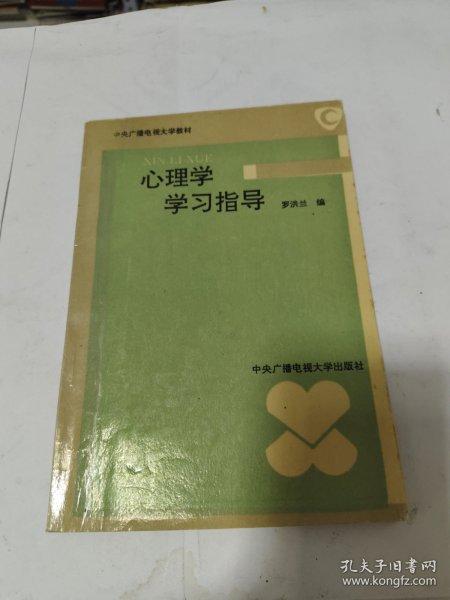 中央广播电视大学教材
XIN LI XUE
心理学
学习指导
罗洪兰 编
中央广播电视大学出版社
孔夫子旧书网
www.kongfz.com